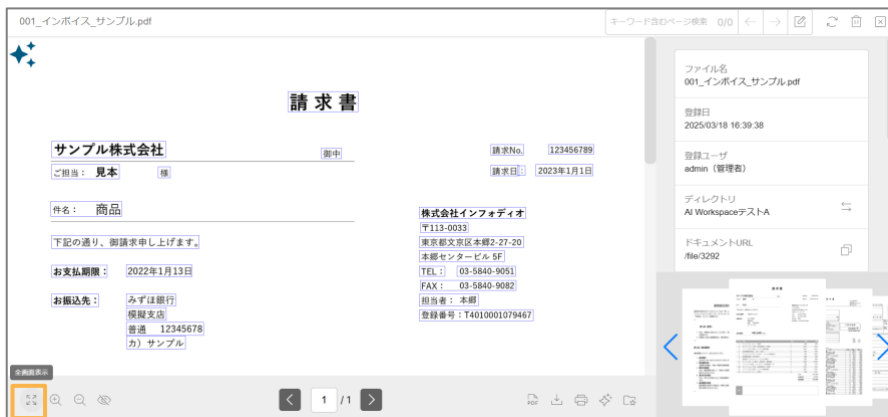 001_インボイス_サンプル.pdf
キーワード含むページ検索 0/0
請求書
サンプル株式会社 御中
ご担当： 見本 様
件名： 商品
下記の通り、御請求申し上げます。
お支払期限： 2022年1月13日
お振込先： みずほ銀行
模擬支店
普通 12345678
カ）サンプル
請求No. 123456789
請求日： 2023年1月1日
株式会社インフォディオ
〒113-0033
東京都文京区本郷2-27-20
本郷センタービル 5F
TEL： 03-5840-9051
FAX： 03-5840-9082
担当者： 本郷
登録番号：T4010001079467
全画面表示
1 /1
PDF
ファイル名
001_インボイス_サンプル.pdf
登録日
2025/03/18 16:39:38
登録ユーザ
admin（管理者）
ディレクトリ
AI WorkspaceテストA
ドキュメントURL
/file/3292